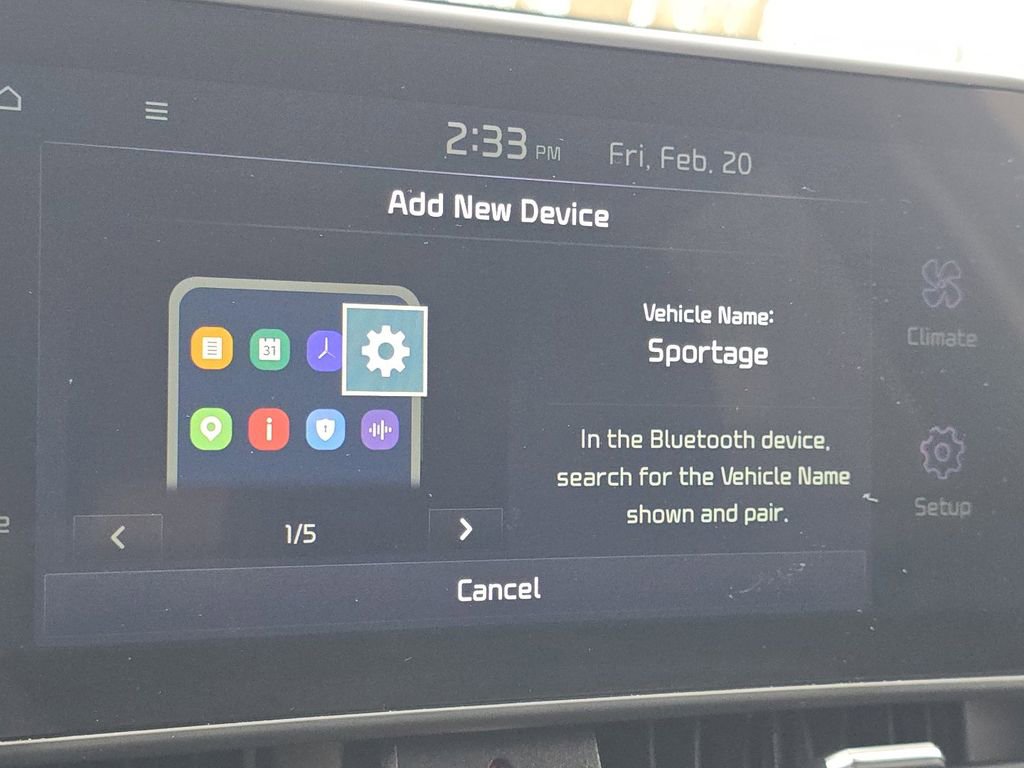 2:33 PM Fri, Feb. 20
Add New Device
31
Vehicle Name:
Sportage
In the Bluetooth device,
search for the Vehicle Name
shown and pair.
1/5
Cancel
Climate
Setup